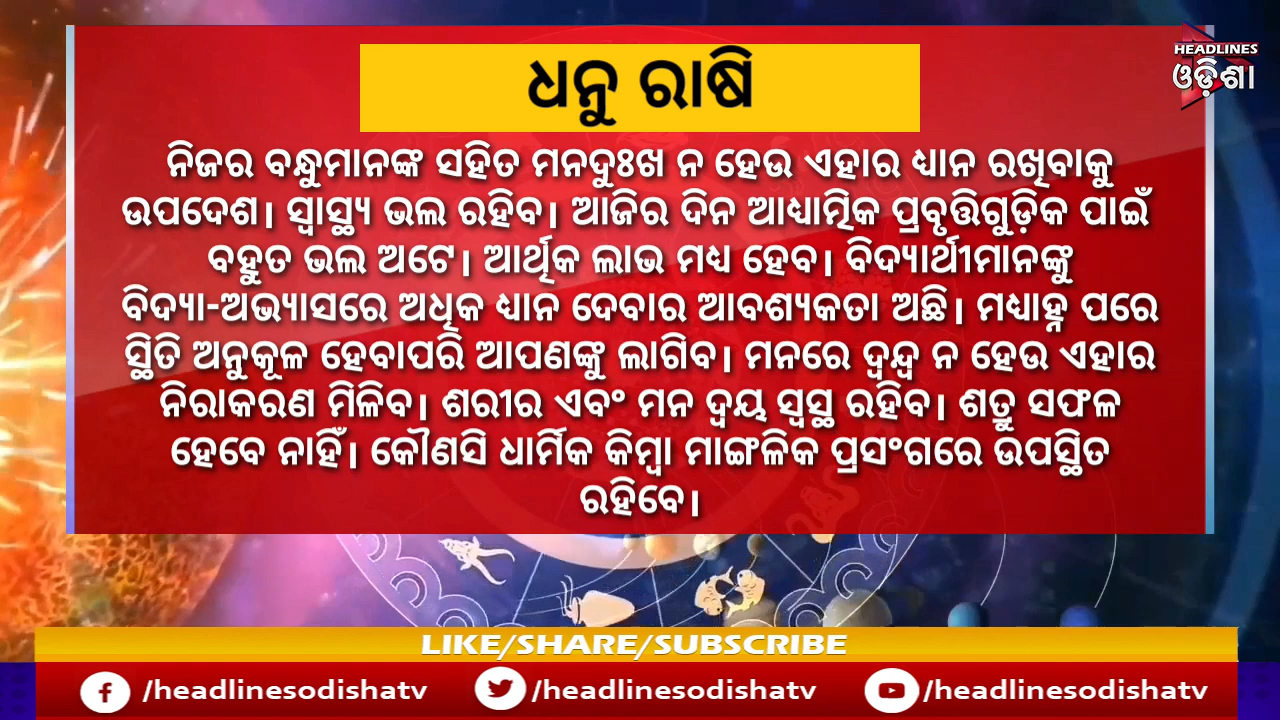 HEADLINES
ଓଡ଼ିଶା
ଧନୁ ରାଷି
ନିଜର ବନ୍ଧୁମାନଙ୍କ ସହିତ ମନଦୁଃଖ ନ ହେଉ ଏହାର ଧ୍ୟାନ ରଖିବାକୁ
ଉପଦେଶ। ସ୍ୱାସ୍ଥ୍ୟ ଭଲ ରହିବ। ଆଜିର ଦିନ ଆଧ୍ୟାତ୍ମିକ ପ୍ରବୃତ୍ତିଗୁଡ଼ିକ ପାଇଁ
ବହୁତ ଭଲ ଅଟେ। ଆର୍ଥିକ ଲାଭ ମଧ୍ୟ ହେବ। ବିଦ୍ୟାର୍ଥୀମାନଙ୍କୁ
ବିଦ୍ୟା-ଅଭ୍ୟାସରେ ଅଧିକ ଧ୍ୟାନ ଦେବାର ଆବଶ୍ୟକତା ଅଛି। ମଧ୍ୟାହ୍ନ ପରେ
ସ୍ଥିତି ଅନୁକୂଳ ହେବାପରି ଆପଣଙ୍କୁ ଲାଗିବ। ମନରେ ଦ୍ୱନ୍ଦ୍ୱ ନ ହେଉ ଏହାର
ନିରାକରଣ ମିଳିବ। ଶରୀର ଏବଂ ମନ ଦ୍ୱୟ ସ୍ୱସ୍ଥ ରହିବ। ଶତ୍ରୁ ସଫଳ
ହେବେ ନାହିଁ। କୌଣସି ଧାର୍ମିକ କିମ୍ବା ମାଙ୍ଗଳିକ ପ୍ରସଂଗରେ ଉପସ୍ଥିତ
ରହିବେ।
LIKE/SHARE/SUBSCRIBE
/headlinesodishatv /headlinesodishatv /headlinesodishatv